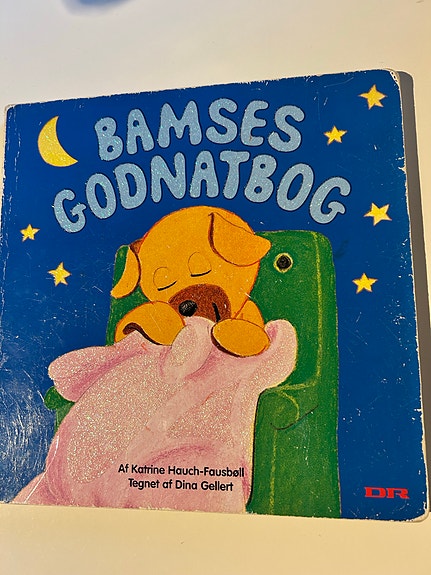 BAMSES
GODNATBOG
Af Katrine Hauch-Fausbøll
Tegnet af Dina Gellert
DR